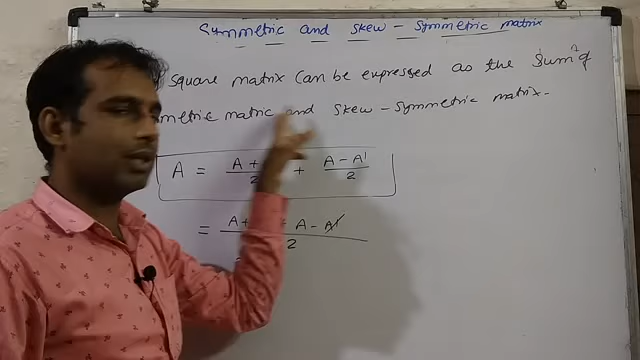 Symmetric and skew - Symmetric matrix
Square matrix can be expressed as the Sum of
metric matric and skew - symmetric matrix.
A = A + / 2 + A - A' / 2
= A + + A - A' / 2